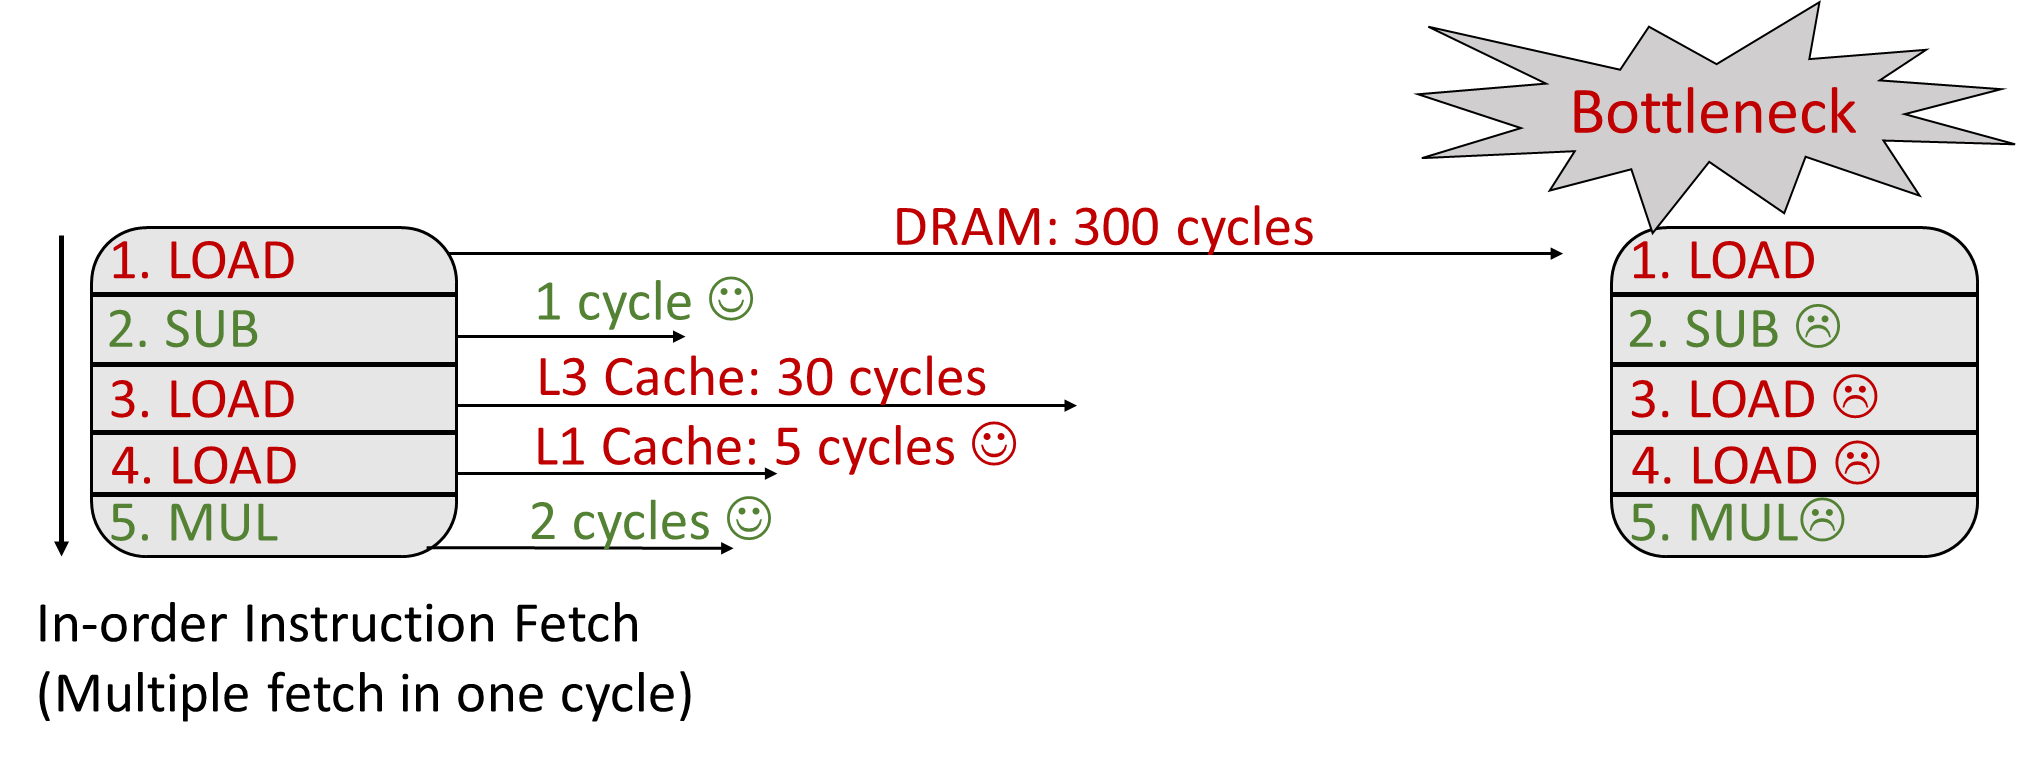 Bottleneck
DRAM: 300 cycles
1. LOAD
1 cycle
2. SUB
L3 Cache: 30 cycles
3. LOAD
L1 Cache: 5 cycles
4. LOAD
2 cycles
5. MUL
1. LOAD
2. SUB
3. LOAD
4. LOAD
5. MUL
In-order Instruction Fetch
(Multiple fetch in one cycle)